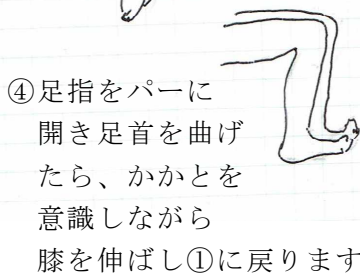 ④足指をパーに
開き足首を曲げ
たら、かかとを
意識しながら
膝を伸ばし①に戻ります